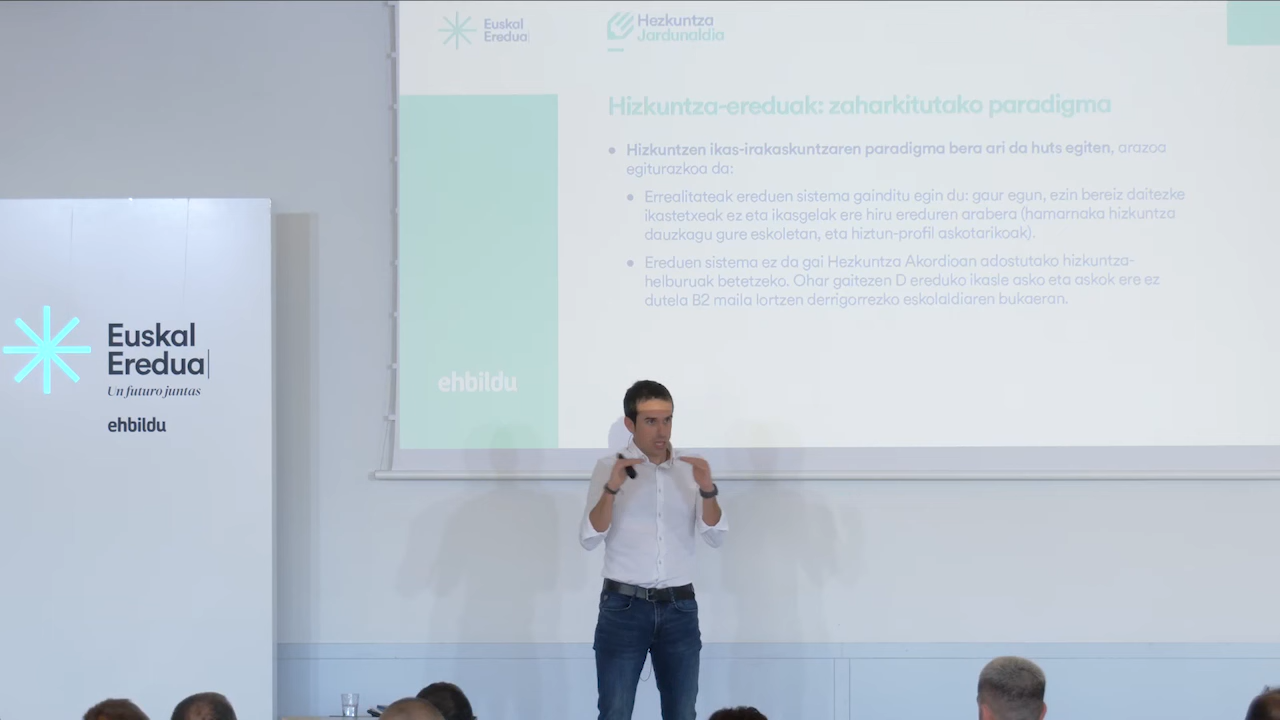 Euskal
Eredua
Hezkuntza
Jardunaldia
Hizkuntza-ereduak: zaharkitutako paradigma
• Hizkuntzen ikas-irakaskuntzaren paradigma bera ari da huts egiten, arazoa
egiturazkoa da:
• Errealitateak ereduen sistema gainditu egin du: gaur egun, ezin bereiz daitezke
ikastetxeak ez eta ikasgelak ere hiru ereduren arabera (hamarnaka hizkuntza
dauzkagu gure eskoletan, eta hiztun-profil askotarikoak).
• Ereduen sistema ez da gai Hezkuntza Akordioan adostutako hizkuntza-
helburuak betetzeko. Ohar gaitezen D ereduko ikasle asko eta askok ere ez
dutela B2 maila lortzen derrigorrezko eskolaldiaren bukaeran.
ehbildu
Euskal
Eredua
Un futuro juntas
ehbildu